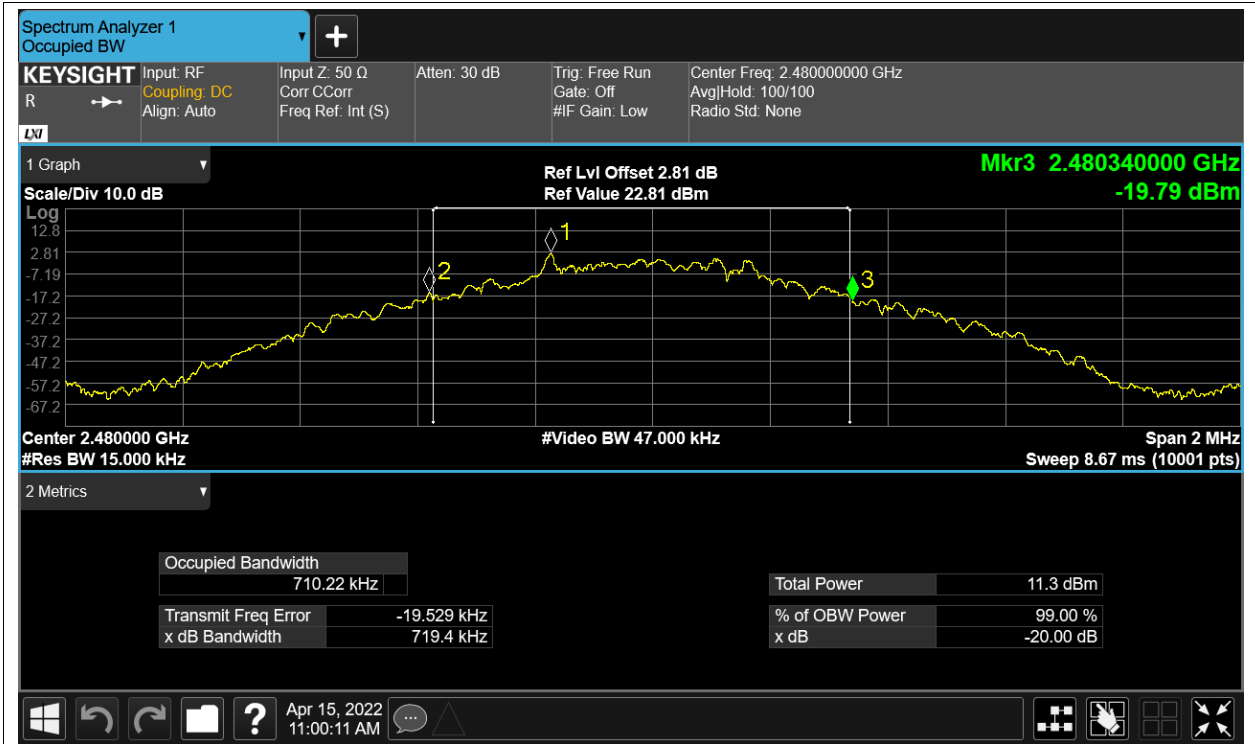 Spectrum Analyzer 1
Occupied BW
KEYSIGHT
R
LXI
Input: RF
Coupling: DC
Align: Auto
Input Z: 50 Ω
Corr CCorr
Freq Ref: Int (S)
Atten: 30 dB
Trig: Free Run
Gate: Off
#IF Gain: Low
Center Freq: 2.480000000 GHz
Avg|Hold: 100/100
Radio Std: None
1 Graph
Scale/Div 10.0 dB
Ref Lvl Offset 2.81 dB
Ref Value 22.81 dBm
Mkr3 2.480340000 GHz
-19.79 dBm
Log
12.8
2.81
-7.19
-17.2
-27.2
-37.2
-47.2
-57.2
-67.2
1
2
3
Center 2.480000 GHz
#Video BW 47.000 kHz
Span 2 MHz
#Res BW 15.000 kHz
Sweep 8.67 ms (10001 pts)
2 Metrics
Occupied Bandwidth
710.22 kHz
Transmit Freq Error -19.529 kHz
x dB Bandwidth 719.4 kHz
Total Power 11.3 dBm
% of OBW Power 99.00 %
x dB -20.00 dB
?
Apr 15, 2022
11:00:11 AM